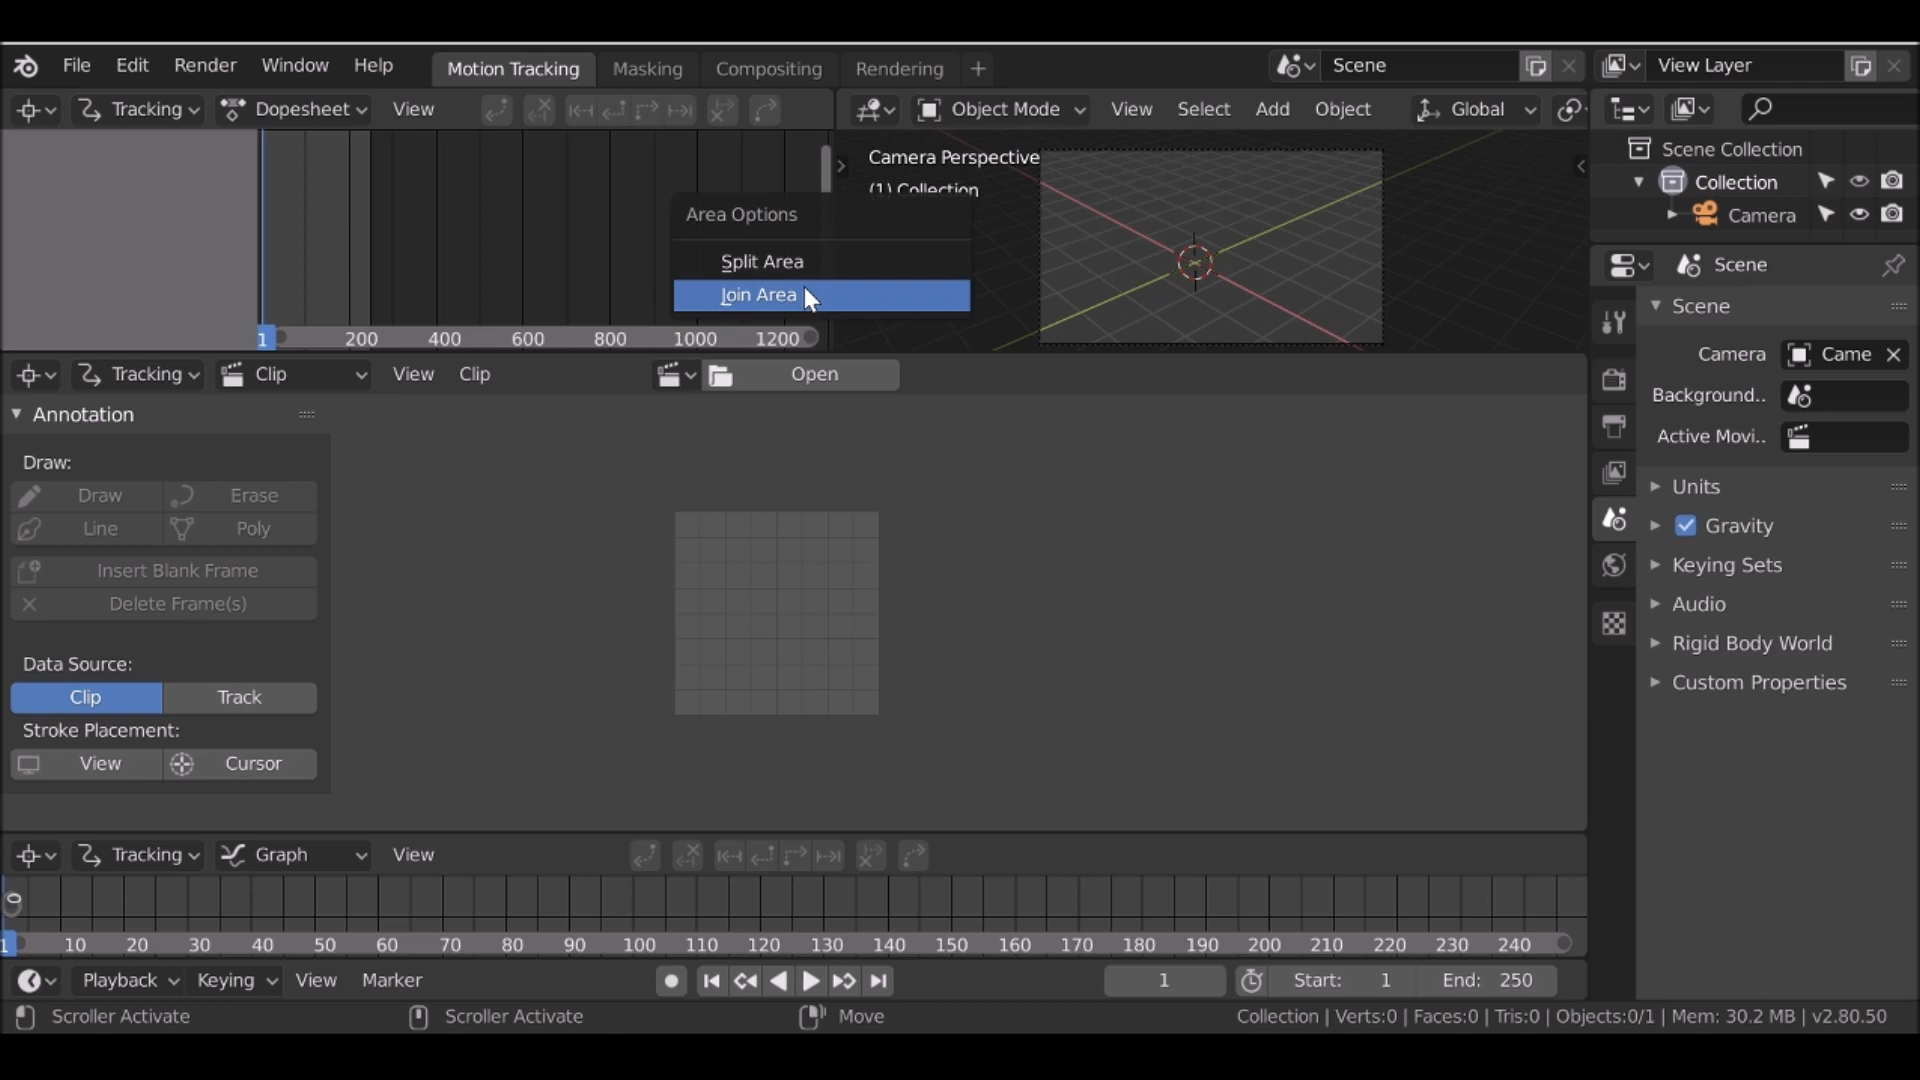 File Edit Render Window Help Motion Tracking Masking Compositing Rendering + Scene View Layer
Tracking Dopesheet View Object Mode View Select Add Object Global
Camera Perspective
(1) Collection
Area Options
Split Area
Join Area
1 200 400 600 800 1000 1200
Scene Collection
Collection
Camera
Scene
Scene
Camera Came
Background..
Active Movi..
Units
Gravity
Keying Sets
Audio
Rigid Body World
Custom Properties
Tracking Clip View Clip Open
Annotation
Draw:
Draw Erase
Line Poly
Insert Blank Frame
Delete Frame(s)
Data Source:
Clip Track
Stroke Placement:
View Cursor
Tracking Graph View
0
1 10 20 30 40 50 60 70 80 90 100 110 120 130 140 150 160 170 180 190 200 210 220 230 240
Playback Keying View Marker 1 Start: 1 End: 250
Scroller Activate Scroller Activate Move Collection | Verts:0 | Faces:0 | Tris:0 | Objects:0/1 | Mem: 30.2 MB | v2.80.50